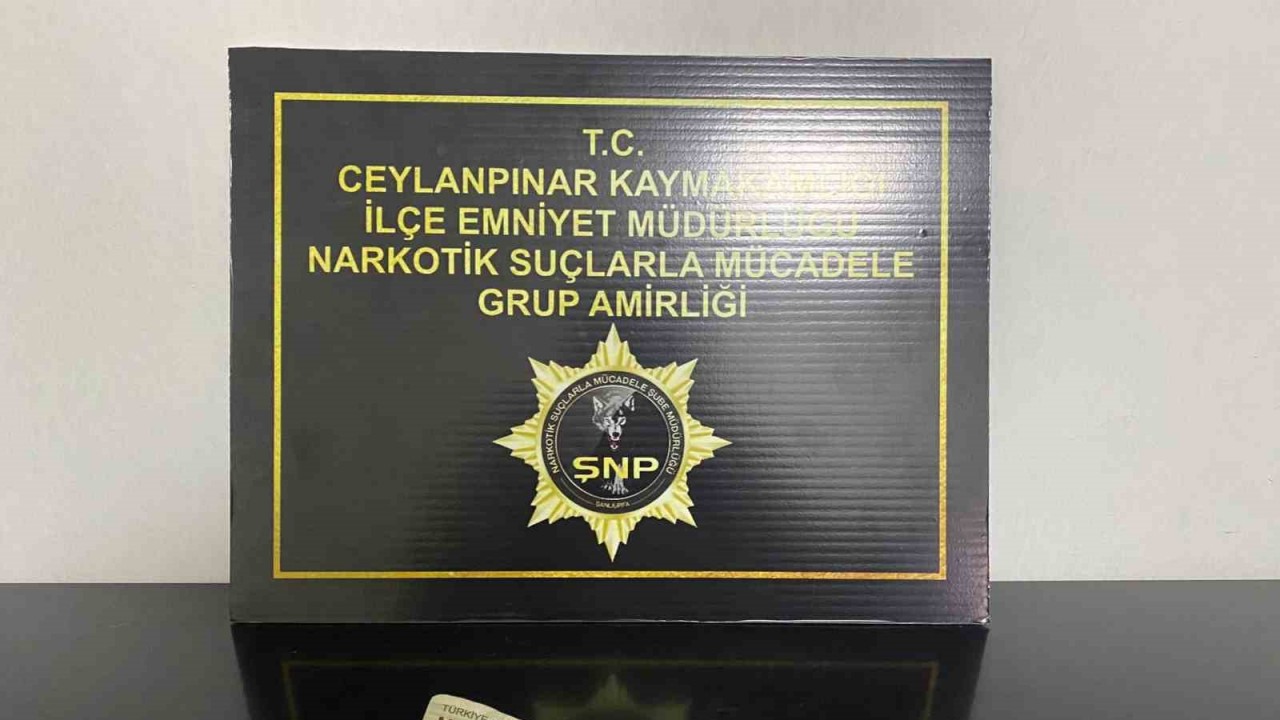 T.C.
CEYLANPINAR KAYMAKAMLIĞI
İLÇE EMNİYET MÜDÜRLÜĞÜ
NARKOTİK SUÇLARLA MÜCADELE
GRUP AMİRLİĞİ
NARKOTİK SUÇLARLA MÜCADELE ŞUBE MÜDÜRLÜĞÜ
ŞNP
ŞANLIURFA
TÜRKİYE